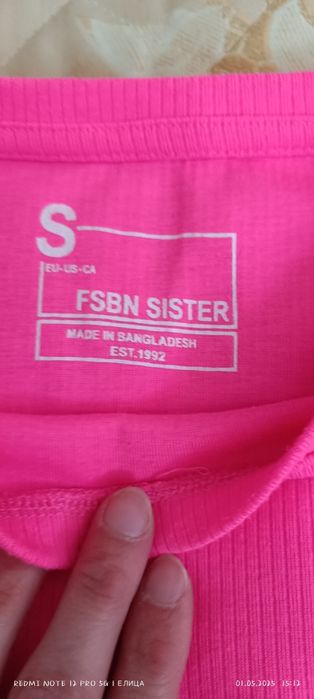 S
EU-US-CA
FSBN SISTER
MADE IN BANGLADESH
EST.1992
REDMI NOTE 12 PRO 5G | ЕЛИЦА
01.05.2025 15:13